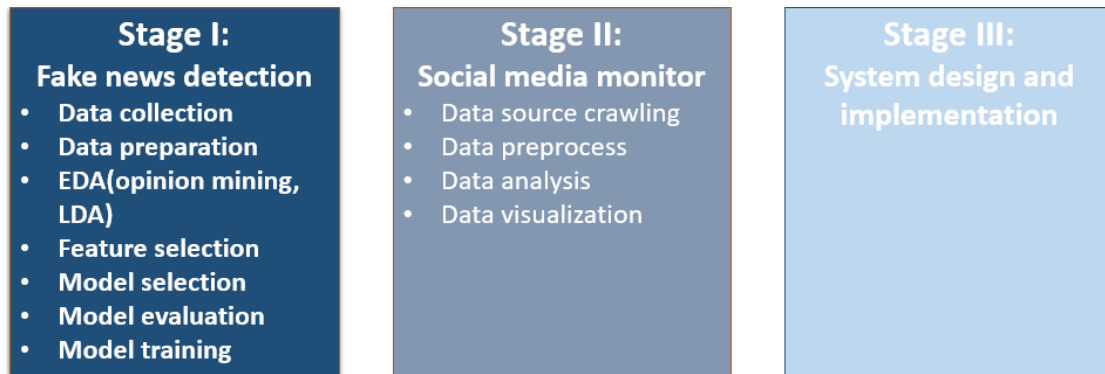 Stage I:
Fake news detection
• Data collection
• Data preparation
• EDA(opinion mining,
LDA)
• Feature selection
• Model selection
• Model evaluation
• Model training
Stage II:
Social media monitor
• Data source crawling
• Data preprocess
• Data analysis
• Data visualization
Stage III:
System design and
implementation